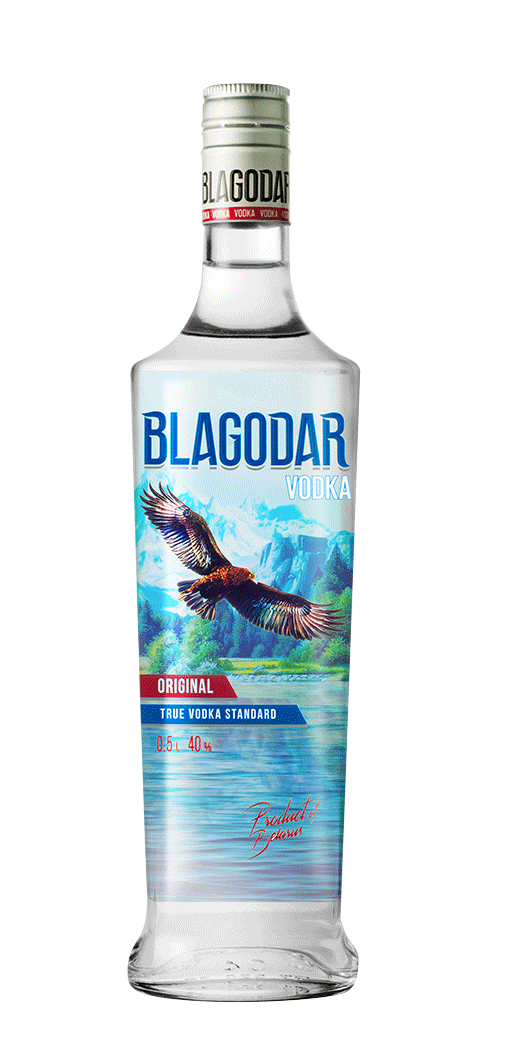 BLAGODAR
VODKA VODKA VODKA
BLAGODAR
VODKA
ORIGINAL
TRUE VODKA STANDARD
0.5 L 40 %
Product of
Belarus